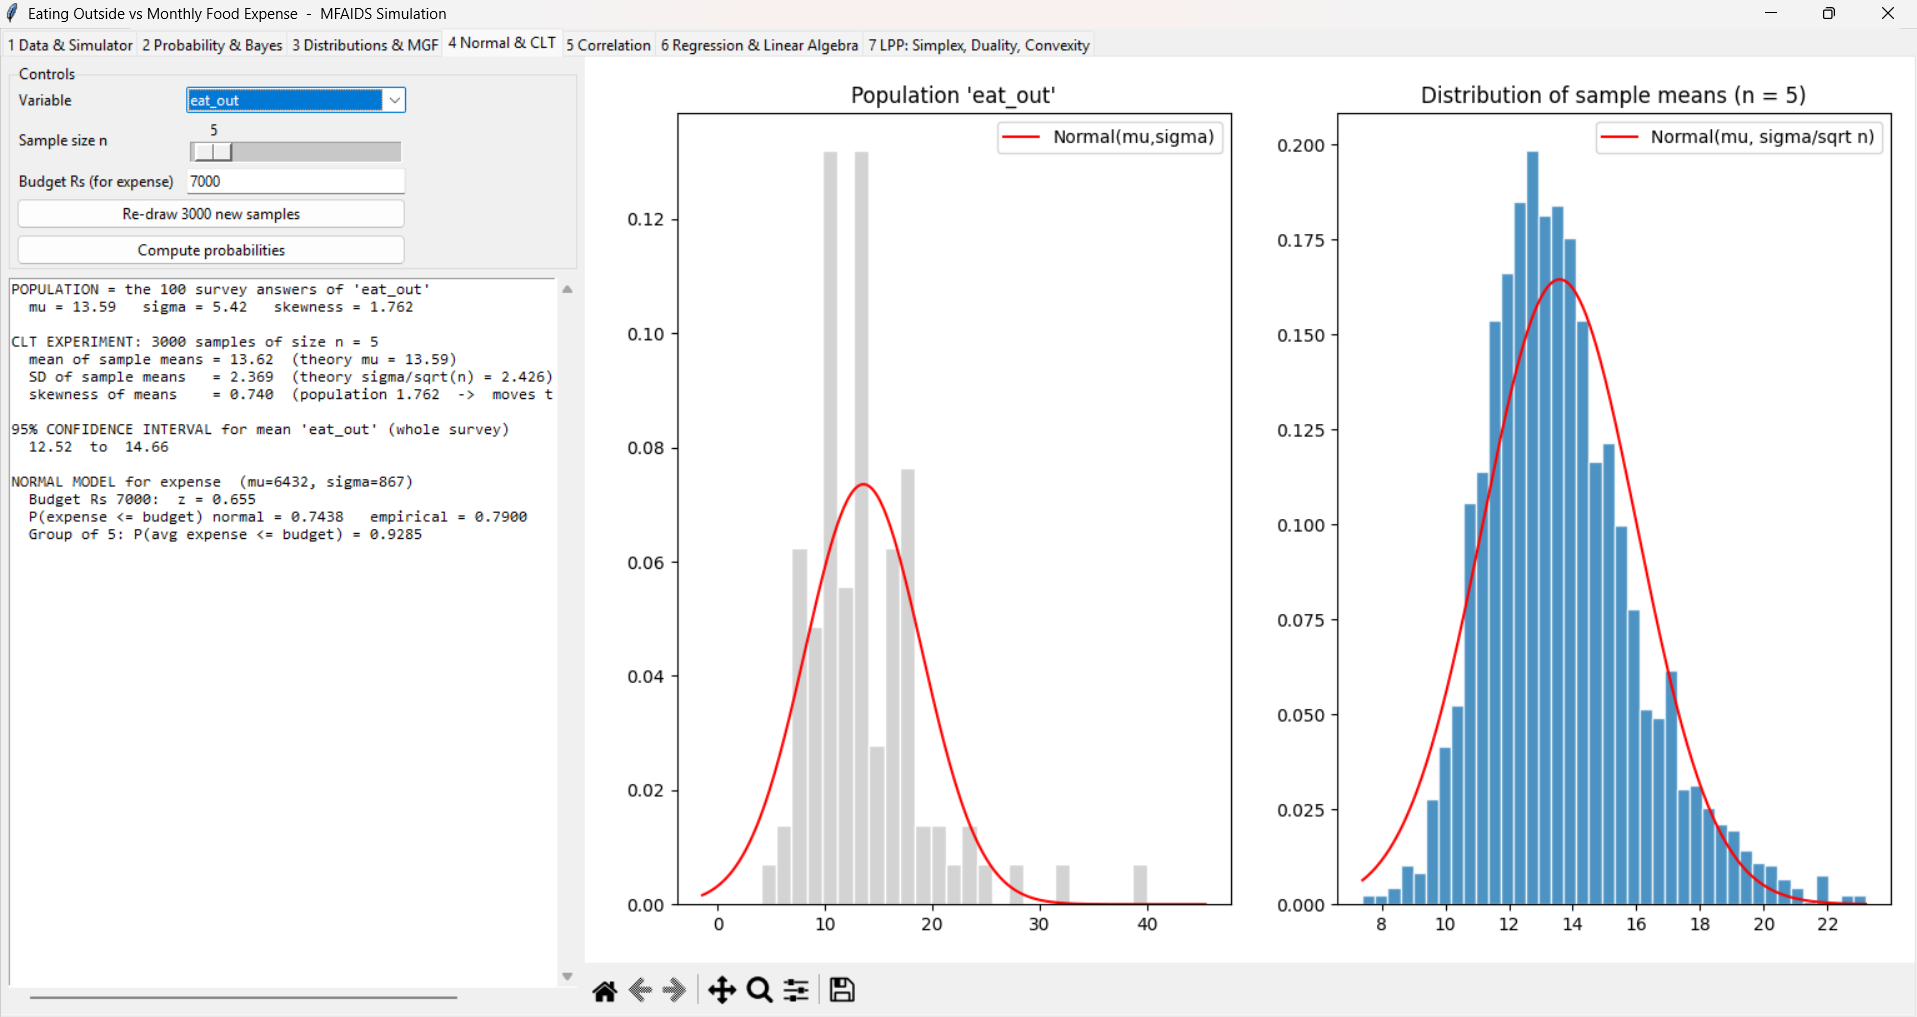 Eating Outside vs Monthly Food Expense  -  MFAIDS Simulation
1 Data & Simulator 2 Probability & Bayes 3 Distributions & MGF 4 Normal & CLT 5 Correlation 6 Regression & Linear Algebra 7 LPP: Simplex, Duality, Convexity
Controls
Variable eat_out
5
Sample size n
Budget Rs (for expense) 7000
Re-draw 3000 new samples
Compute probabilities
POPULATION = the 100 survey answers of 'eat_out'
mu = 13.59   sigma = 5.42   skewness = 1.762
CLT EXPERIMENT: 3000 samples of size n = 5
mean of sample means = 13.62  (theory mu = 13.59)
SD of sample means   = 2.369  (theory sigma/sqrt(n) = 2.426)
skewness of means    = 0.740  (population 1.762  ->  moves t
95% CONFIDENCE INTERVAL for mean 'eat_out' (whole survey)
12.52  to  14.66
NORMAL MODEL for expense  (mu=6432, sigma=867)
Budget Rs 7000:  z = 0.655
P(expense <= budget) normal = 0.7438   empirical = 0.7900
Group of 5: P(avg expense <= budget) = 0.9285
Population 'eat_out'
Normal(mu,sigma)
0.12
0.10
0.08
0.06
0.04
0.02
0.00
0 10 20 30 40
Distribution of sample means (n = 5)
Normal(mu, sigma/sqrt n)
0.200
0.175
0.150
0.125
0.100
0.075
0.050
0.025
0.000
8 10 12 14 16 18 20 22